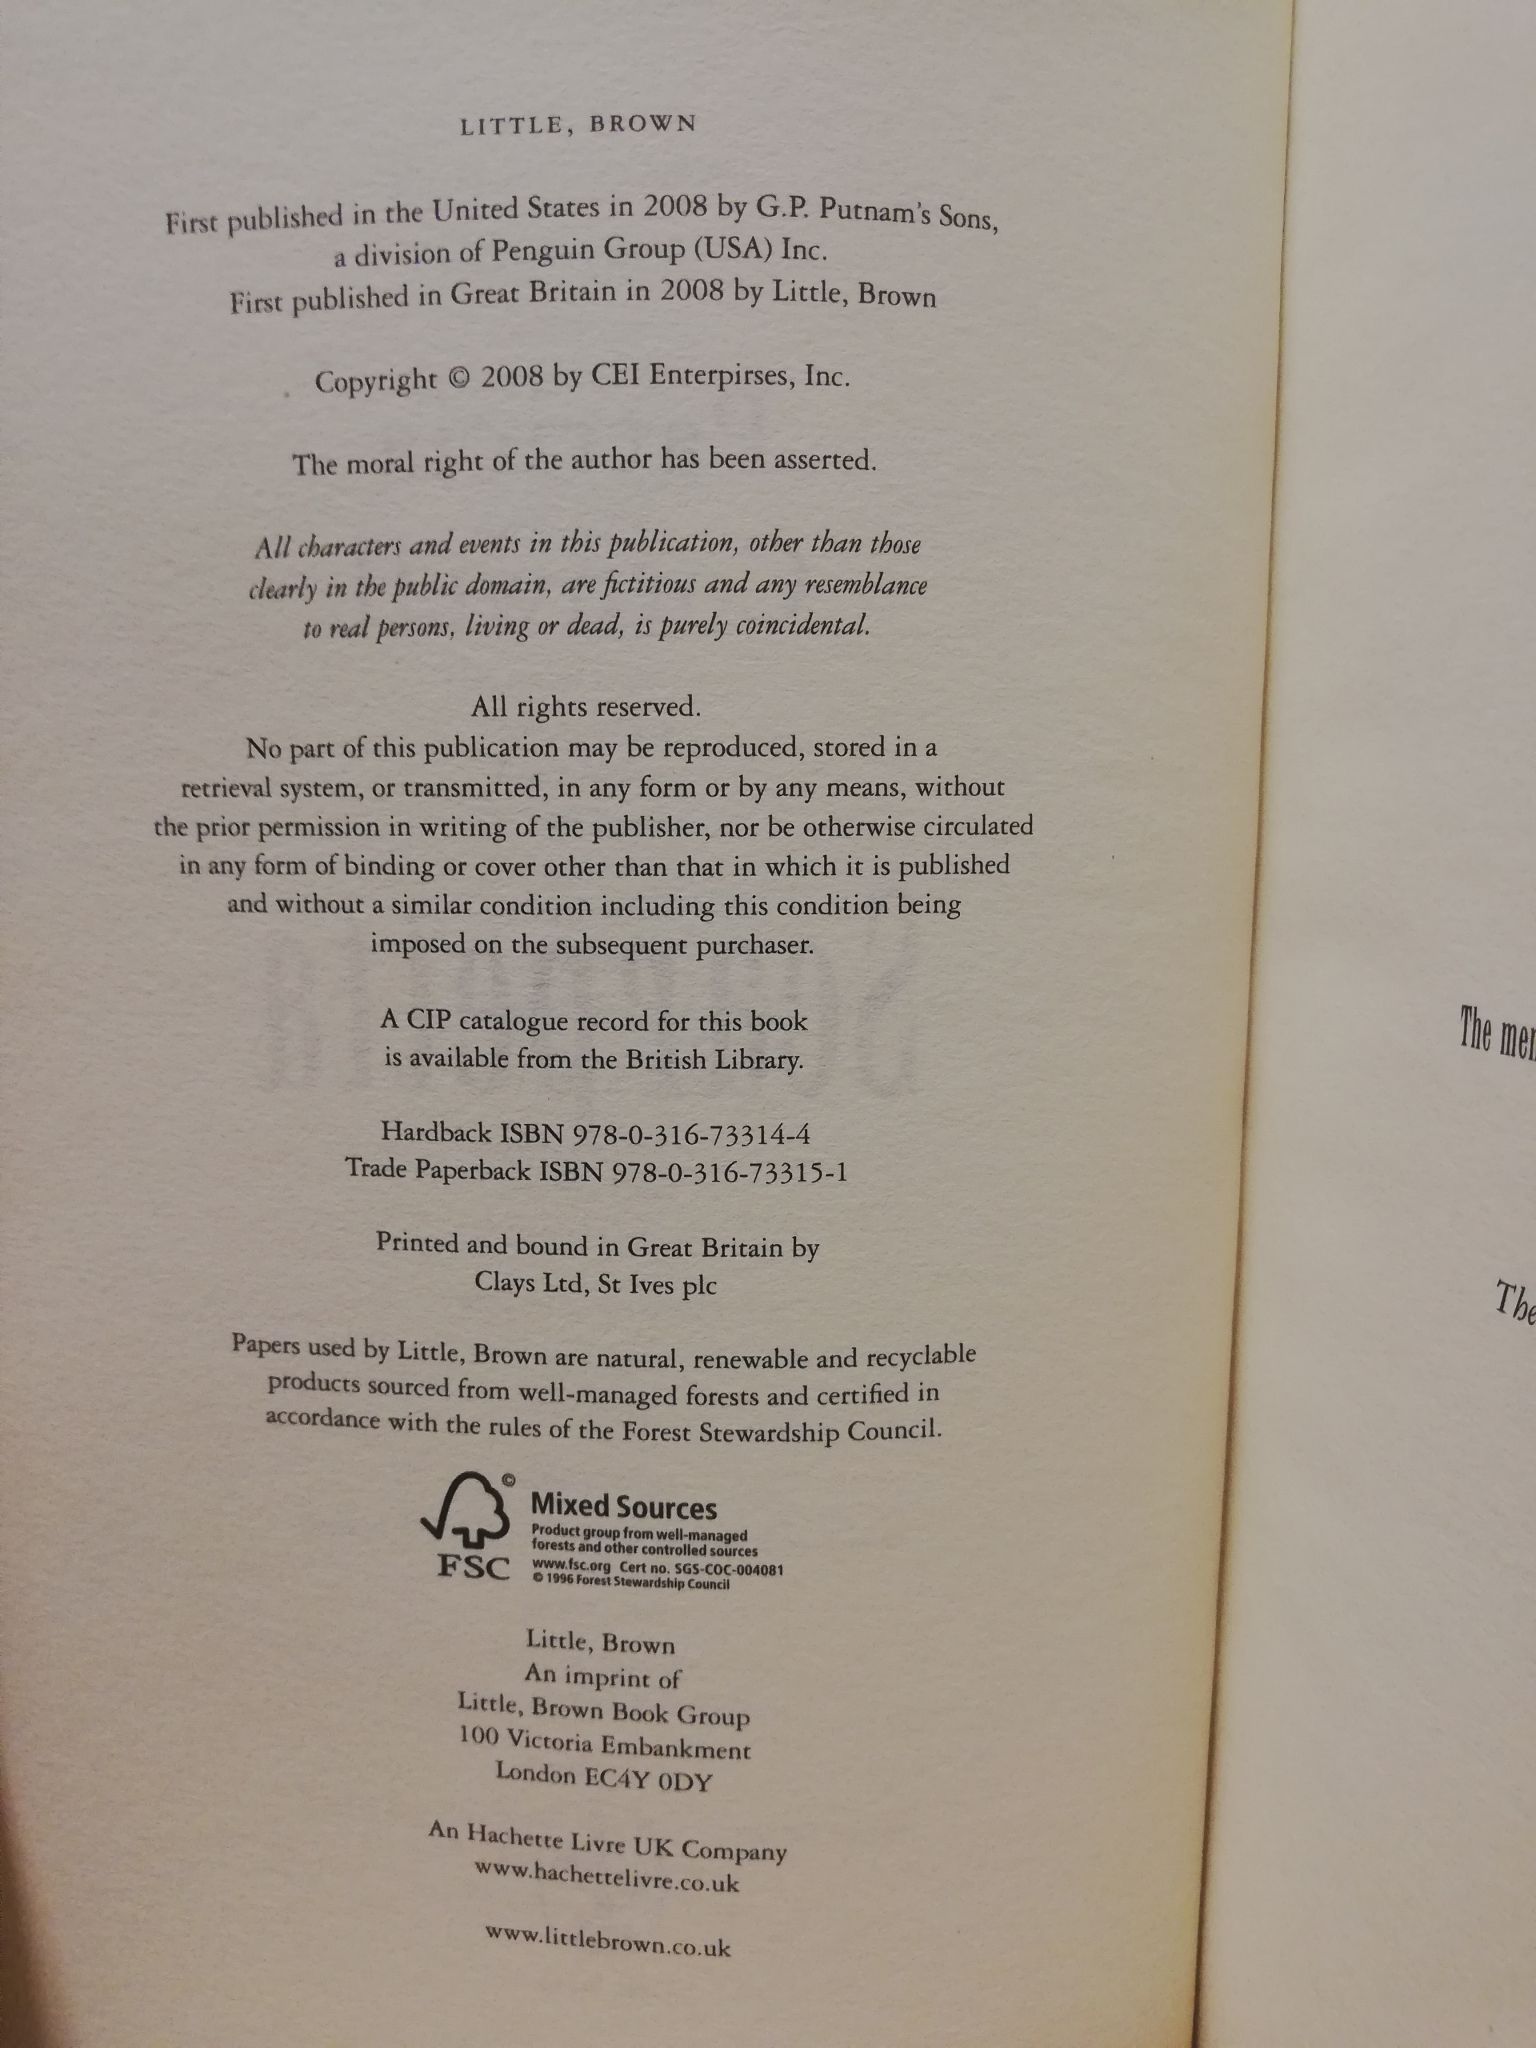 LITTLE, BROWN
First published in the United States in 2008 by G.P. Putnam's Sons,
a division of Penguin Group (USA) Inc.
First published in Great Britain in 2008 by Little, Brown
Copyright © 2008 by CEI Enterpirses, Inc.
The moral right of the author has been asserted.
All characters and events in this publication, other than those
clearly in the public domain, are fictitious and any resemblance
to real persons, living or dead, is purely coincidental.
All rights reserved.
No part of this publication may be reproduced, stored in a
retrieval system, or transmitted, in any form or by any means, without
the prior permission in writing of the publisher, nor be otherwise circulated
in any form of binding or cover other than that in which it is published
and without a similar condition including this condition being
imposed on the subsequent purchaser.
A CIP catalogue record for this book
is available from the British Library.
Hardback ISBN 978-0-316-73314-4
Trade Paperback ISBN 978-0-316-73315-1
Printed and bound in Great Britain by
Clays Ltd, St Ives plc
Papers used by Little, Brown are natural, renewable and recyclable
products sourced from well-managed forests and certified in
accordance with the rules of the Forest Stewardship Council.
©
FSC
Mixed Sources
Product group from well-managed
forests and other controlled sources
www.fsc.org Cert no. SGS-COC-004081
© 1996 Forest Stewardship Council
Little, Brown
An imprint of
Little, Brown Book Group
100 Victoria Embankment
London EC4Y 0DY
An Hachette Livre UK Company
www.hachettelivre.co.uk
www.littlebrown.co.uk
The
The